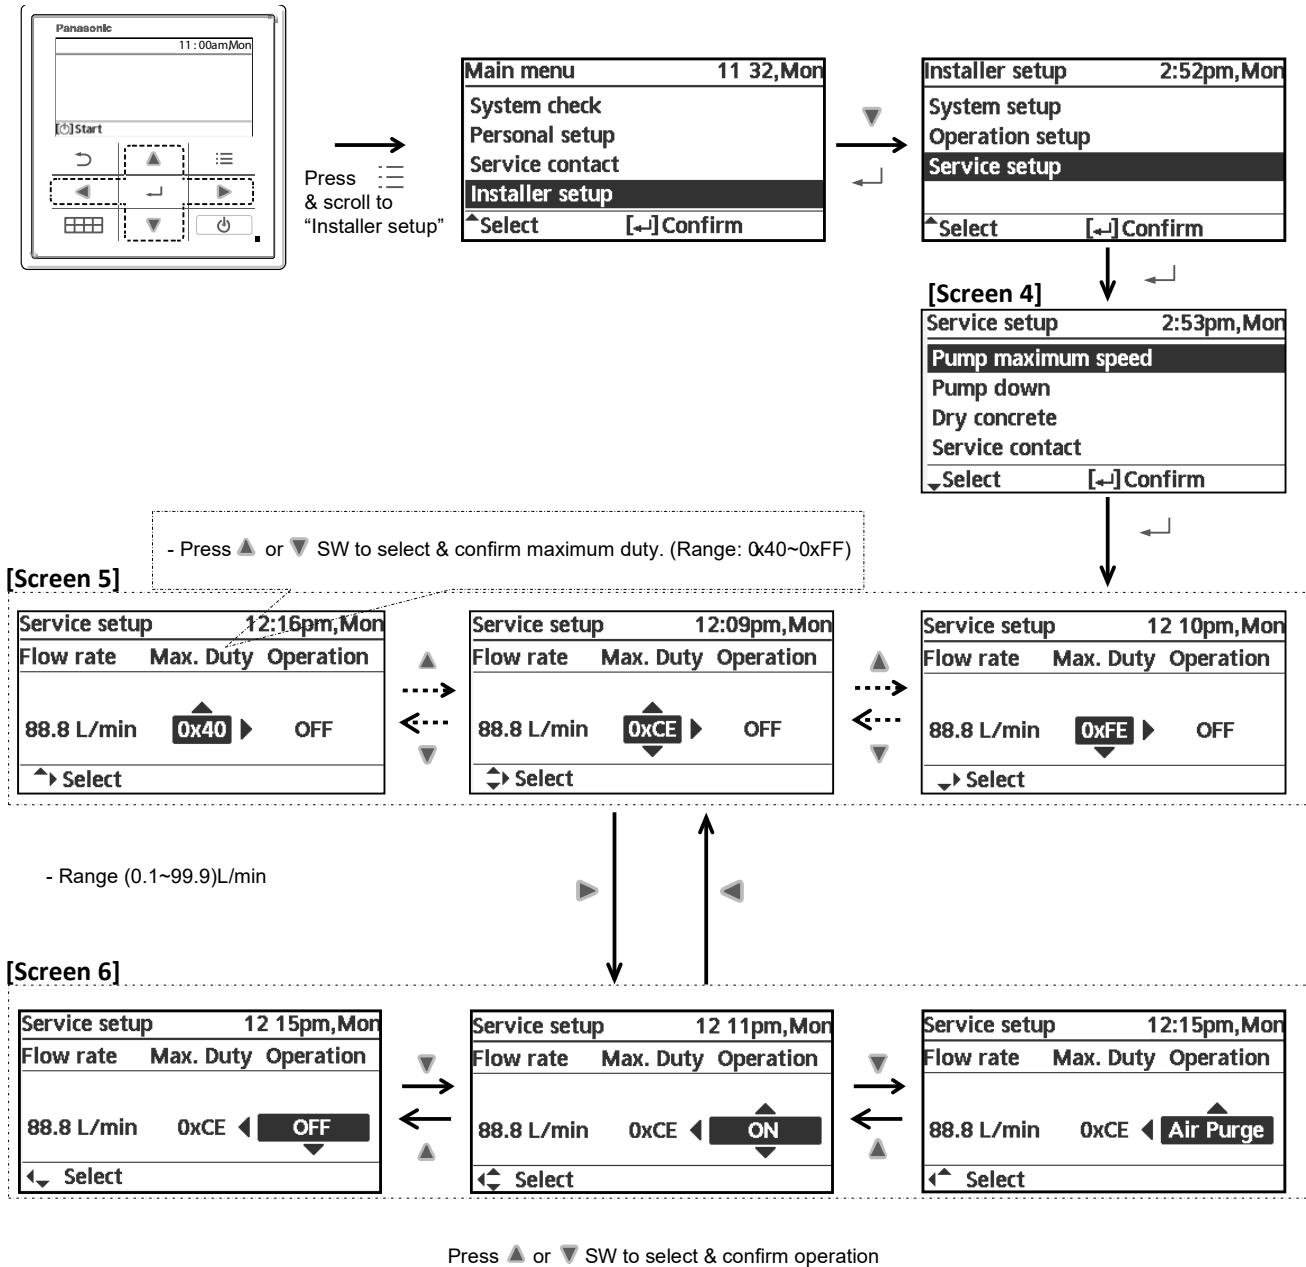 Panasonic
11:00am,Mon
[⏻]Start
Press
& scroll to
“Installer setup”
Main menu 11 32,Mon
System check
Personal setup
Service contact
Installer setup
Select [↵]Confirm
Installer setup 2:52pm,Mon
System setup
Operation setup
Service setup
Select [↵]Confirm
[Screen 4]
Service setup 2:53pm,Mon
Pump maximum speed
Pump down
Dry concrete
Service contact
Select [↵]Confirm
- Press ▲ or ▼ SW to select & confirm maximum duty. (Range: 0x40~0xFF)
[Screen 5]
Service setup 12:16pm,Mon
Flow rate Max. Duty Operation
88.8 L/min 0x40 OFF
Select
Service setup 12:09pm,Mon
Flow rate Max. Duty Operation
88.8 L/min 0xCE OFF
Select
Service setup 12 10pm,Mon
Flow rate Max. Duty Operation
88.8 L/min 0xFE OFF
Select
- Range (0.1~99.9)L/min
[Screen 6]
Service setup 12 15pm,Mon
Flow rate Max. Duty Operation
88.8 L/min 0xCE OFF
Select
Service setup 12 11pm,Mon
Flow rate Max. Duty Operation
88.8 L/min 0xCE ON
Select
Service setup 12:15pm,Mon
Flow rate Max. Duty Operation
88.8 L/min 0xCE Air Purge
Select
Press ▲ or ▼ SW to select & confirm operation